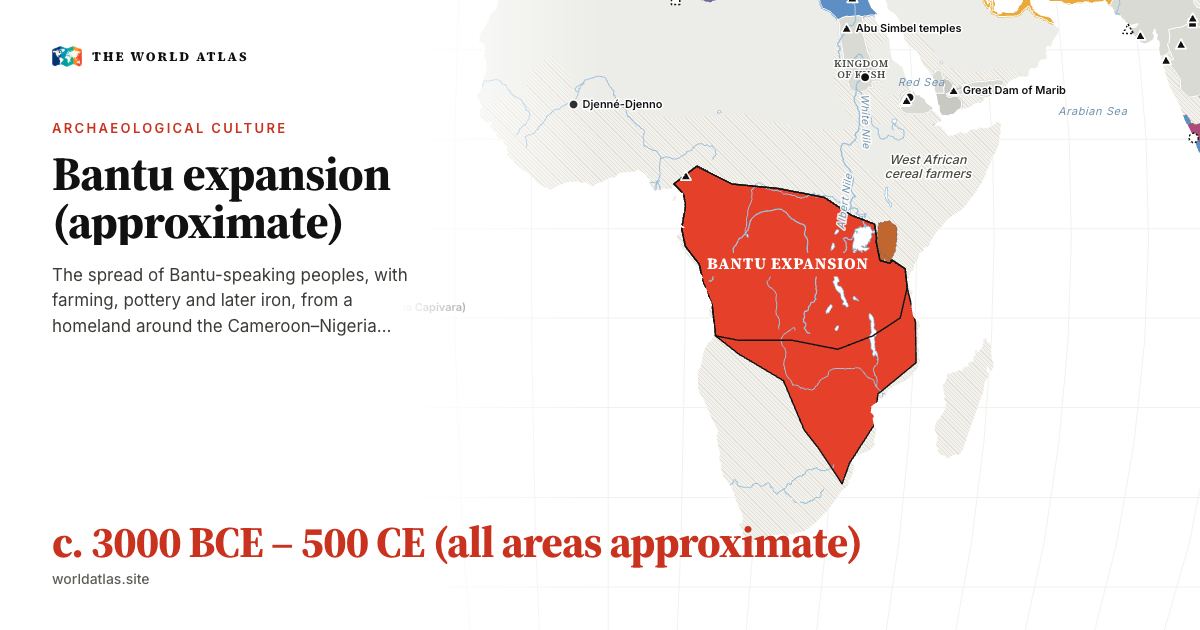 THE WORLD ATLAS
ARCHAEOLOGICAL CULTURE
Bantu expansion
(approximate)
The spread of Bantu-speaking peoples, with
farming, pottery and later iron, from a
homeland around the Cameroon–Nigeria...
Capivara)
Abu Simbel temples
KINGDOM
OF KUSH
Red Sea
Great Dam of Marib
Arabian Sea
Djenné-Djenno
White Nile
West African
cereal farmers
Albert Nile
BANTU EXPANSION
c. 3000 BCE – 500 CE (all areas approximate)
worldatlas.site